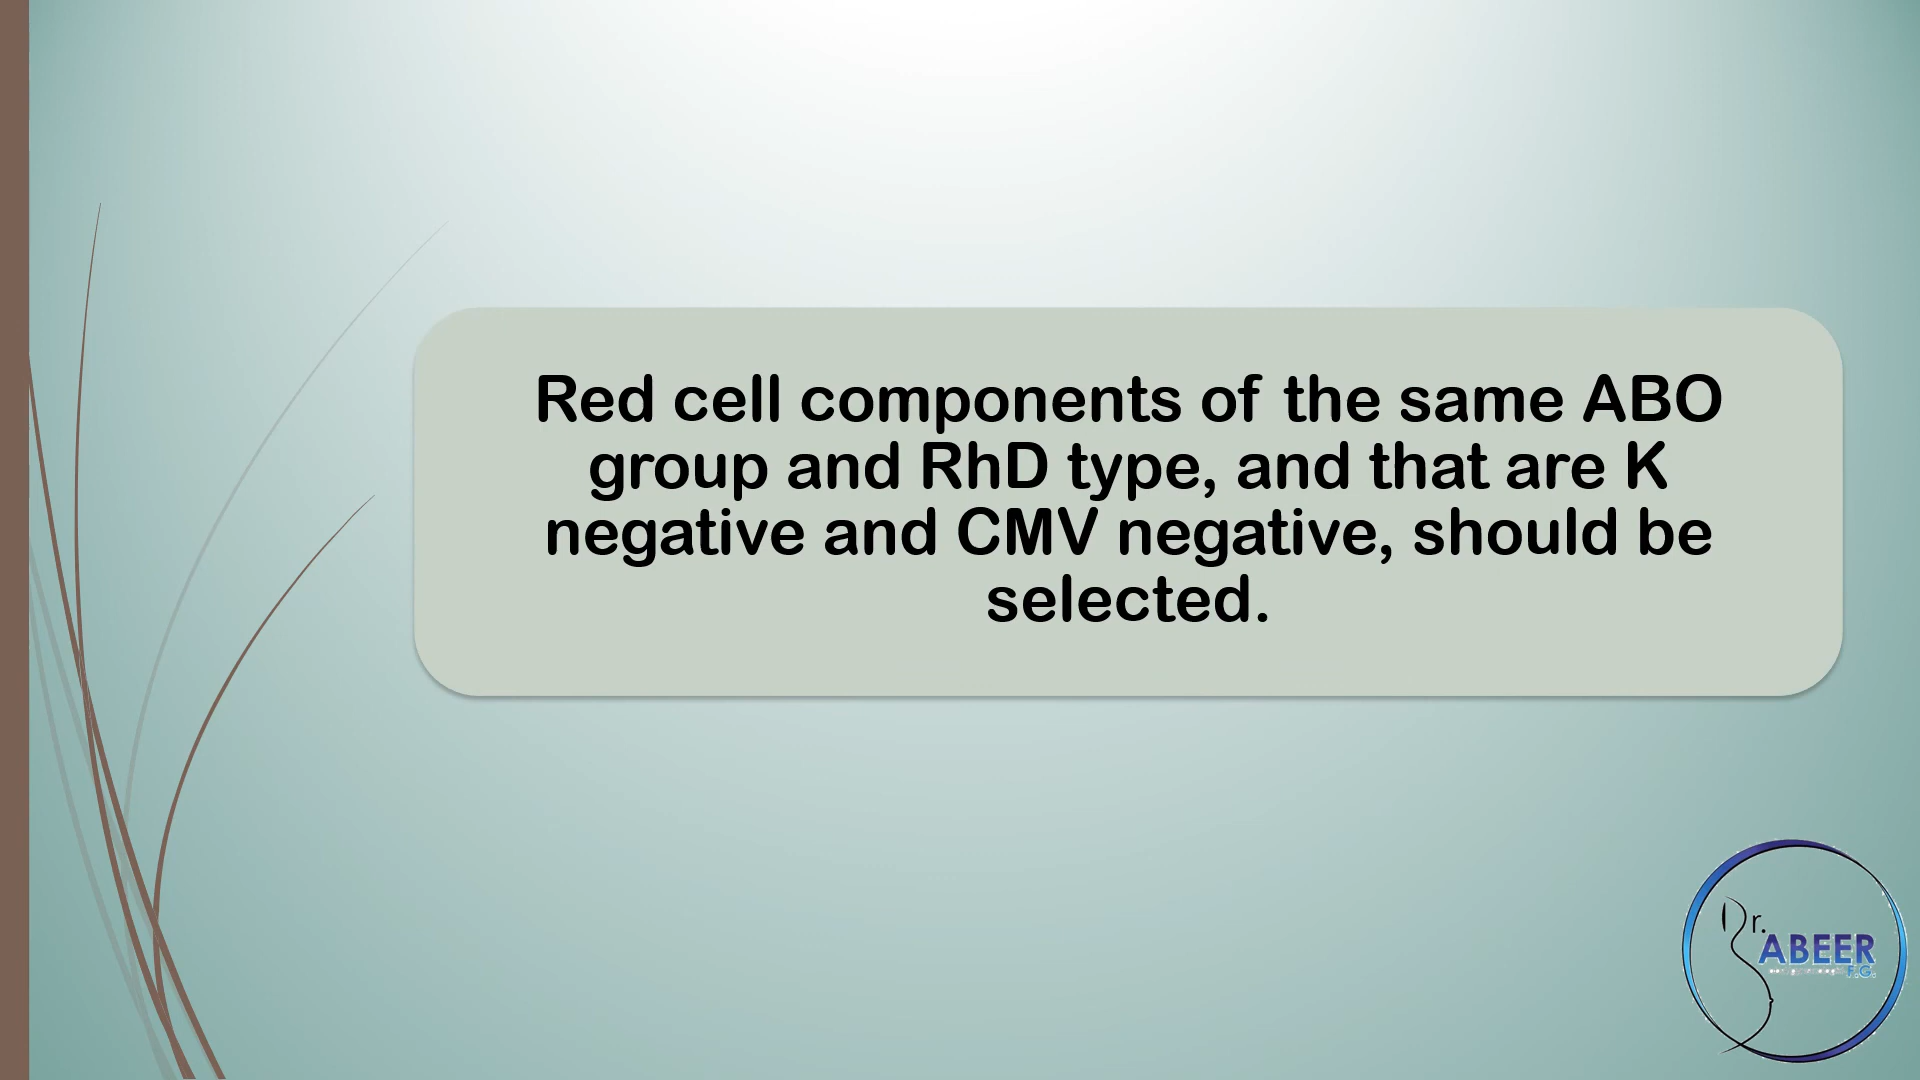 Red cell components of the same ABO
group and RhD type, and that are K
negative and CMV negative, should be
selected.
Dr.
ABEER
F.G.